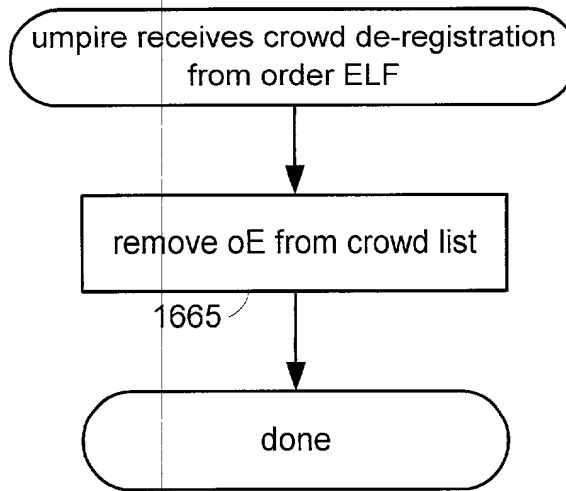 umpire receives crowd de-registration
from order ELF
remove oE from crowd list
1665
done